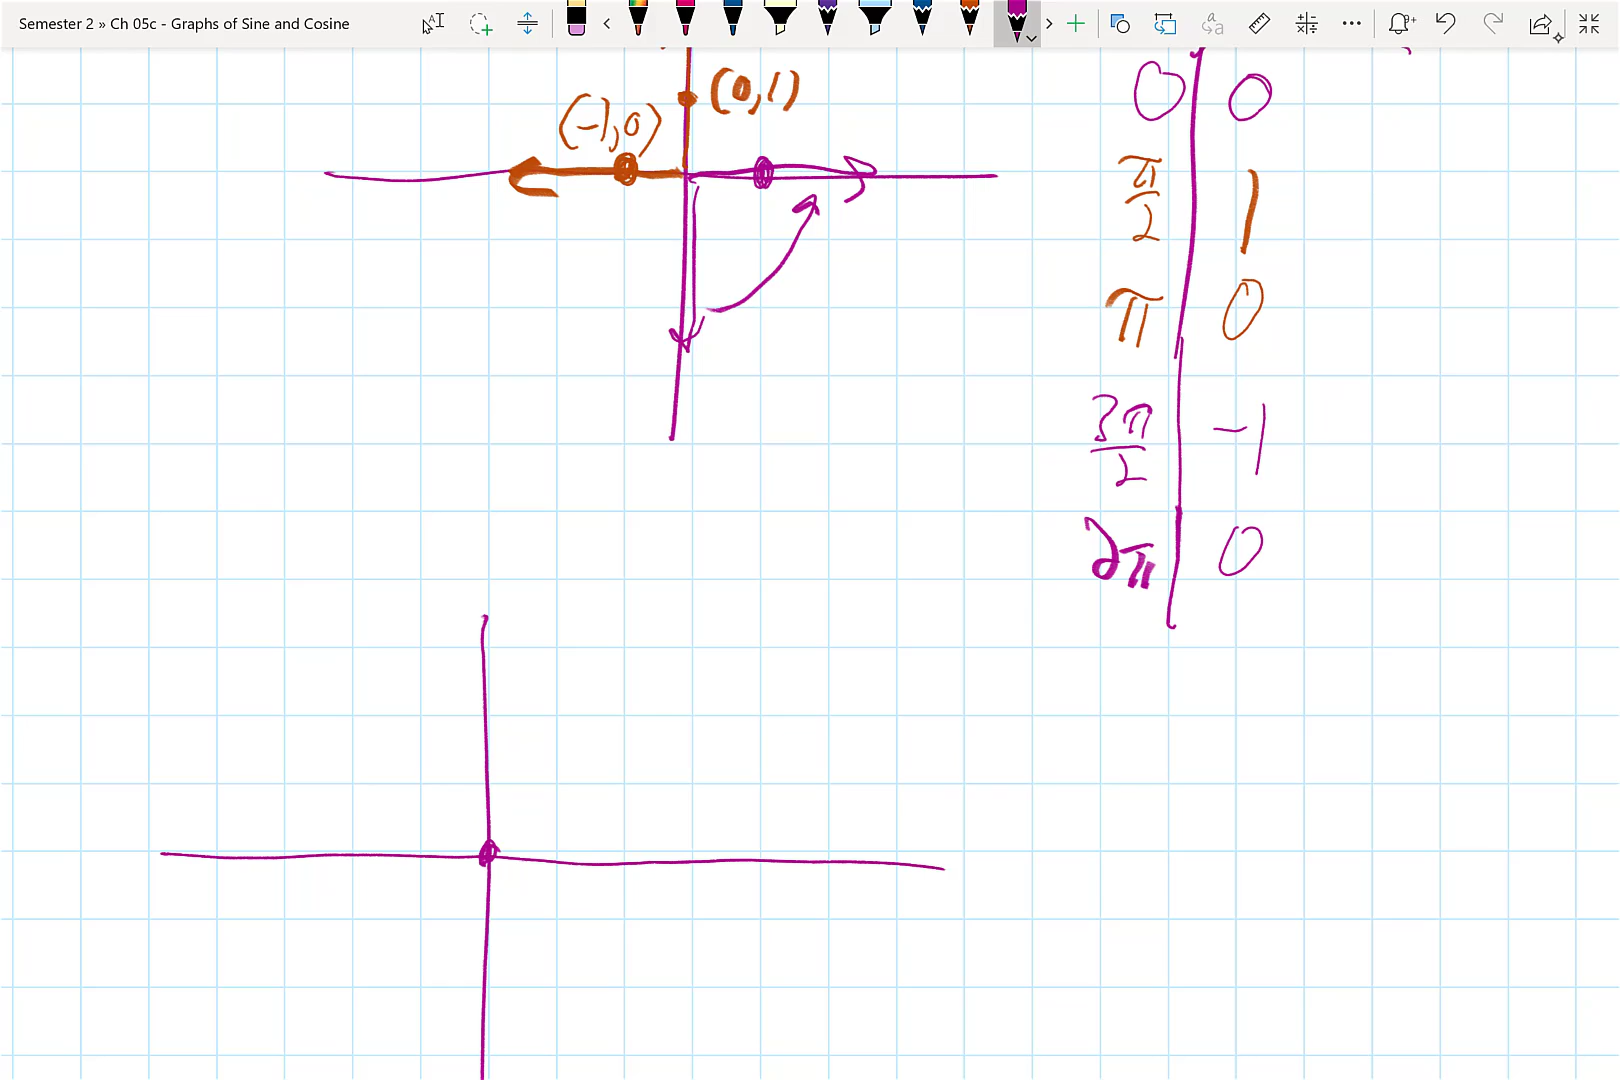 Semester 2 » Ch 05c - Graphs of Sine and Cosine
(0,1)
(-1,0)
0 | 0
π/2 | 1
π | 0
3π/2 | -1
2π | 0